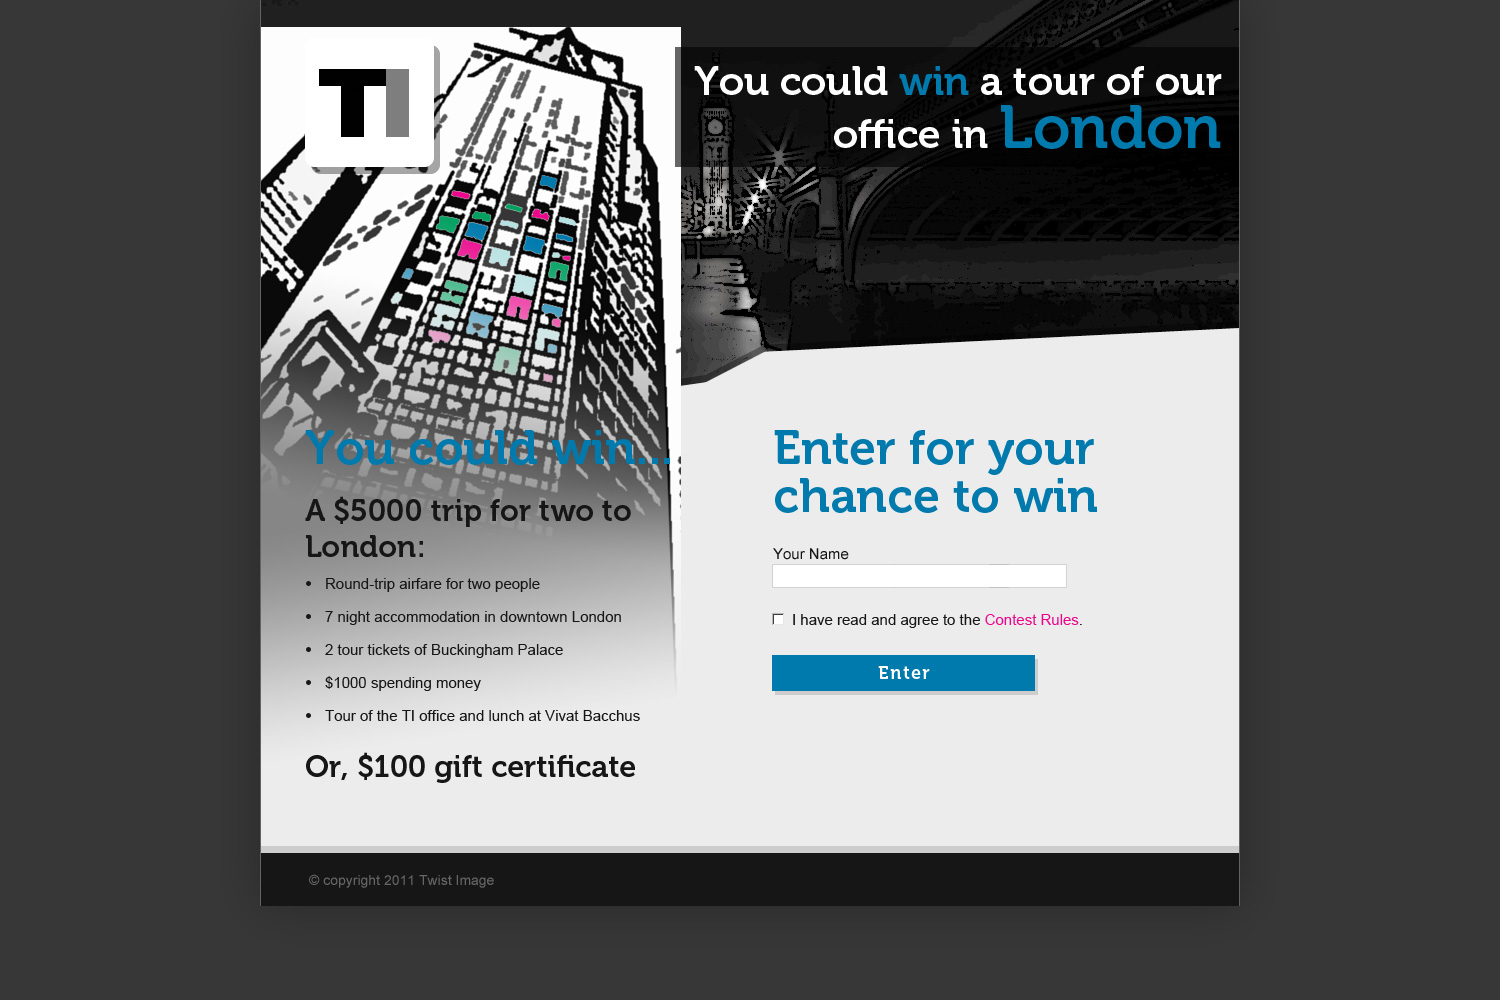 TI
You could win a tour of our
office in London
You could win...
A $5000 trip for two to
London:
• Round-trip airfare for two people
• 7 night accommodation in downtown London
• 2 tour tickets of Buckingham Palace
• $1000 spending money
• Tour of the TI office and lunch at Vivat Bacchus
Or, $100 gift certificate
Enter for your
chance to win
Your Name
I have read and agree to the Contest Rules.
Enter
© copyright 2011 Twist Image